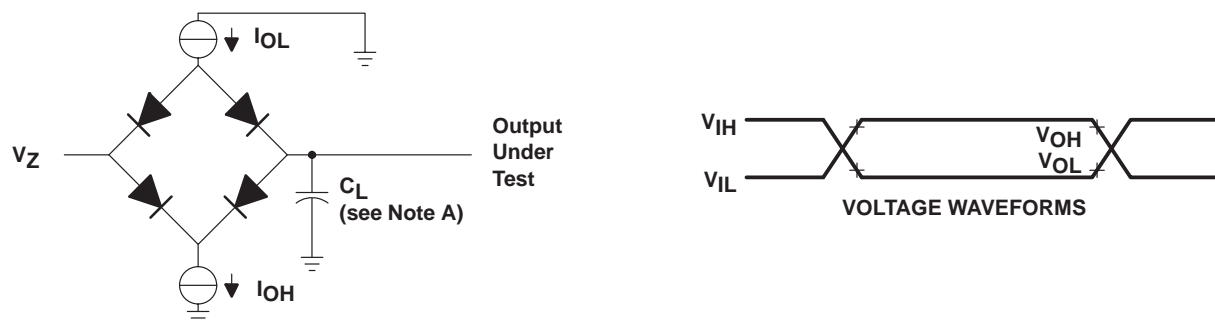 IOL
VZ
Output
Under
Test
CL
(see Note A)
IOH
VIH
VIL
VOH
VOL
VOLTAGE WAVEFORMS